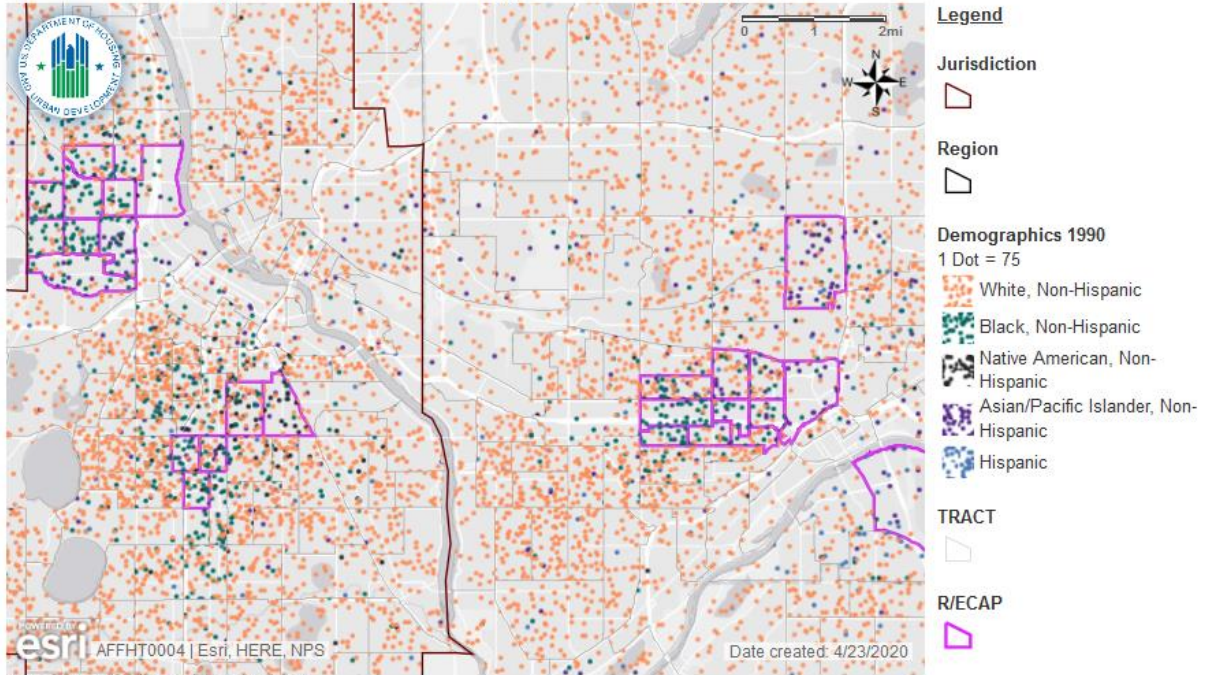 U.S. DEPARTMENT OF HOUSING
AND URBAN DEVELOPMENT
0 1 2mi
N
W E
S
POWERED BY
esri
AFFHT0004 | Esri, HERE, NPS
Date created: 4/23/2020
Legend
Jurisdiction
Region
Demographics 1990
1 Dot = 75
White, Non-Hispanic
Black, Non-Hispanic
Native American, Non-
Hispanic
Asian/Pacific Islander, Non-
Hispanic
Hispanic
TRACT
R/ECAP